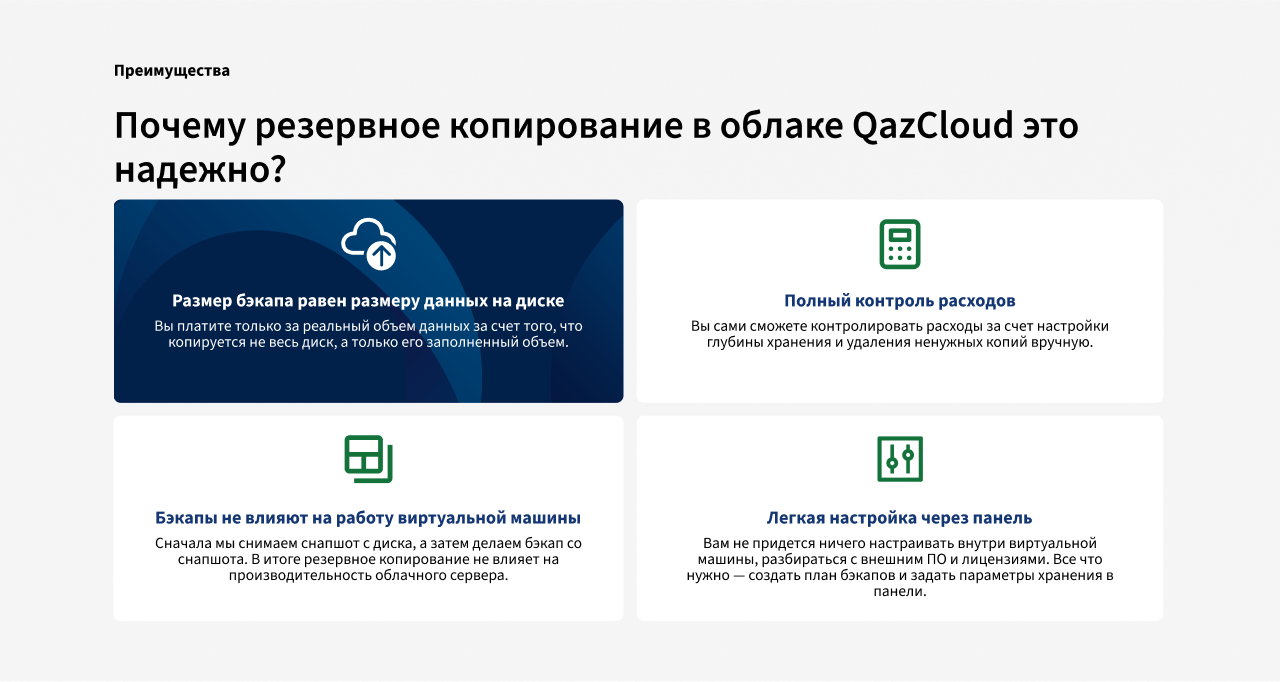 Преимущества
Почему резервное копирование в облаке QazCloud это
надежно?
Размер бэкапа равен размеру данных на диске
Вы платите только за реальный объем данных за счет того, что
копируется не весь диск, а только его заполненный объем.
Полный контроль расходов
Вы сами сможете контролировать расходы за счет настройки
глубины хранения и удаления ненужных копий вручную.
Бэкапы не влияют на работу виртуальной машины
Сначала мы снимаем снапшот с диска, а затем делаем бэкап со
снапшота. В итоге резервное копирование не влияет на
производительность облачного сервера.
Легкая настройка через панель
Вам не придется ничего настраивать внутри виртуальной
машины, разбираться с внешним ПО и лицензиями. Все что
нужно — создать план бэкапов и задать параметры хранения в
панели.